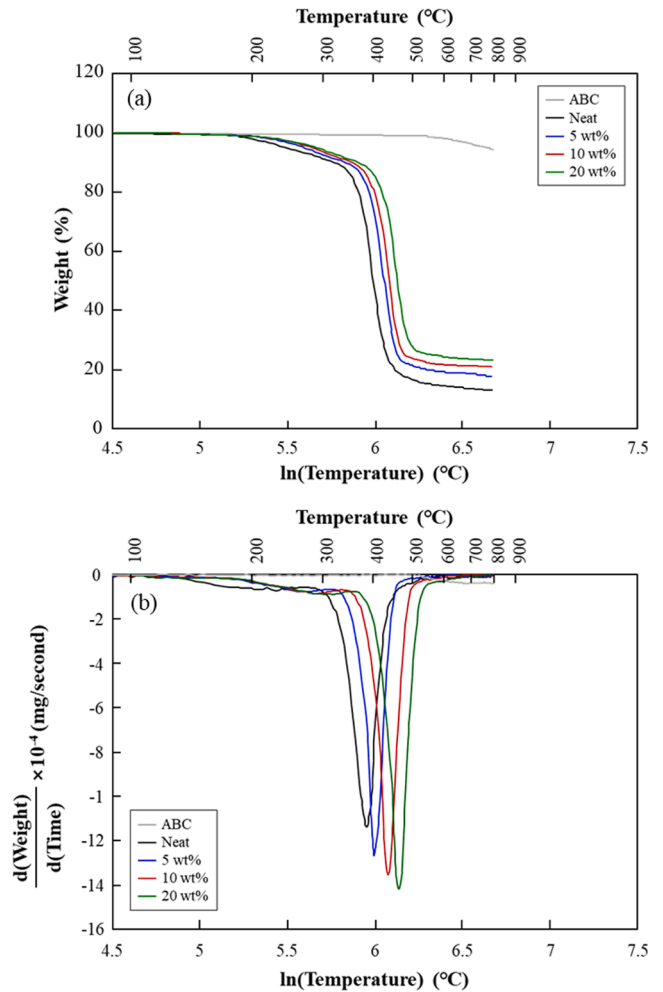 Temperature (°C)
100 200 300 400 500 600 700 800 900
120
100
80
60
40
20
0
Weight (%)
(a)
ABC
Neat
5 wt%
10 wt%
20 wt%
4.5 5 5.5 6 6.5 7 7.5
ln(Temperature) (°C)
Temperature (°C)
100 200 300 400 500 600 700 800 900
0
-2
-4
-6
-8
-1
-12
-14
-16
d(Weight)
d(Time)
×10⁻⁴ (mg/second)
(b)
ABC
Neat
5 wt%
10 wt%
20 wt%
4.5 5 5.5 6 6.5 7 7.5
ln(Temperature) (°C)